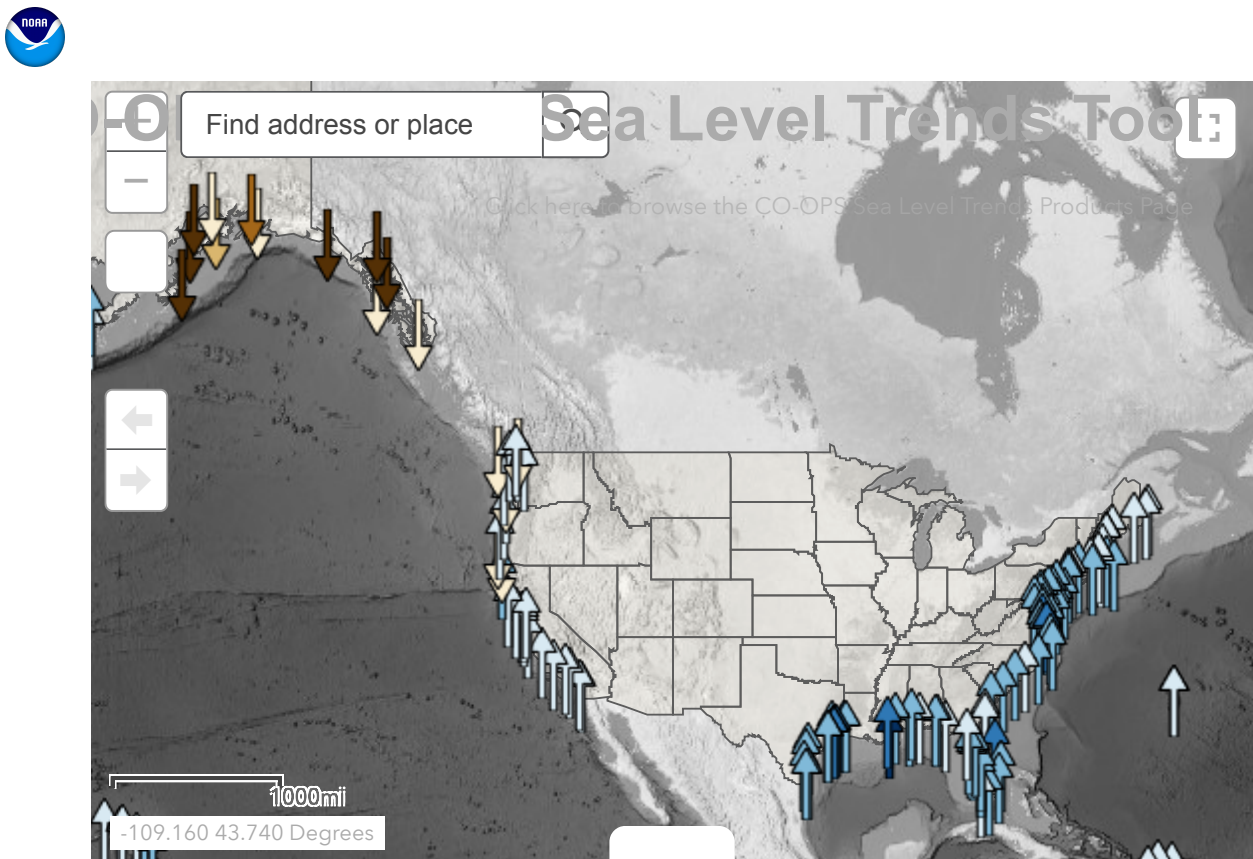 NOAA
Find address or place
Sea Level Trends Tool
Click here to browse the CO-OPS Sea Level Trends Products Page
1000mi
-109.160 43.740 Degrees